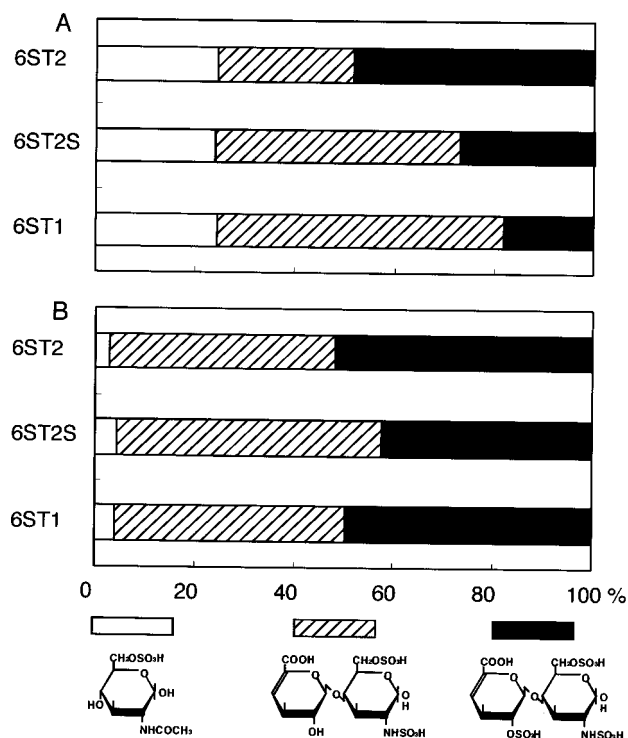 A
6ST2
6ST2S
6ST1
B
6ST2
6ST2S
6ST1
0 20 40 60 80 100 %
CH₂OSO₃H
O
OH
HO
NHCOCH₃
COOH
O
OH
O
CH₂OSO₃H
O
O
H
NHSO₃H
COOH
O
OSO₃H
O
CH₂OSO₃H
O
O
H
NHSO₃H